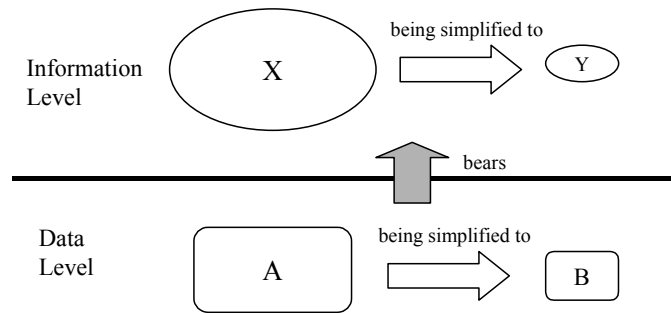 being simplified to
Information
Level
X
Y
bears
Data
Level
being simplified to
A
B